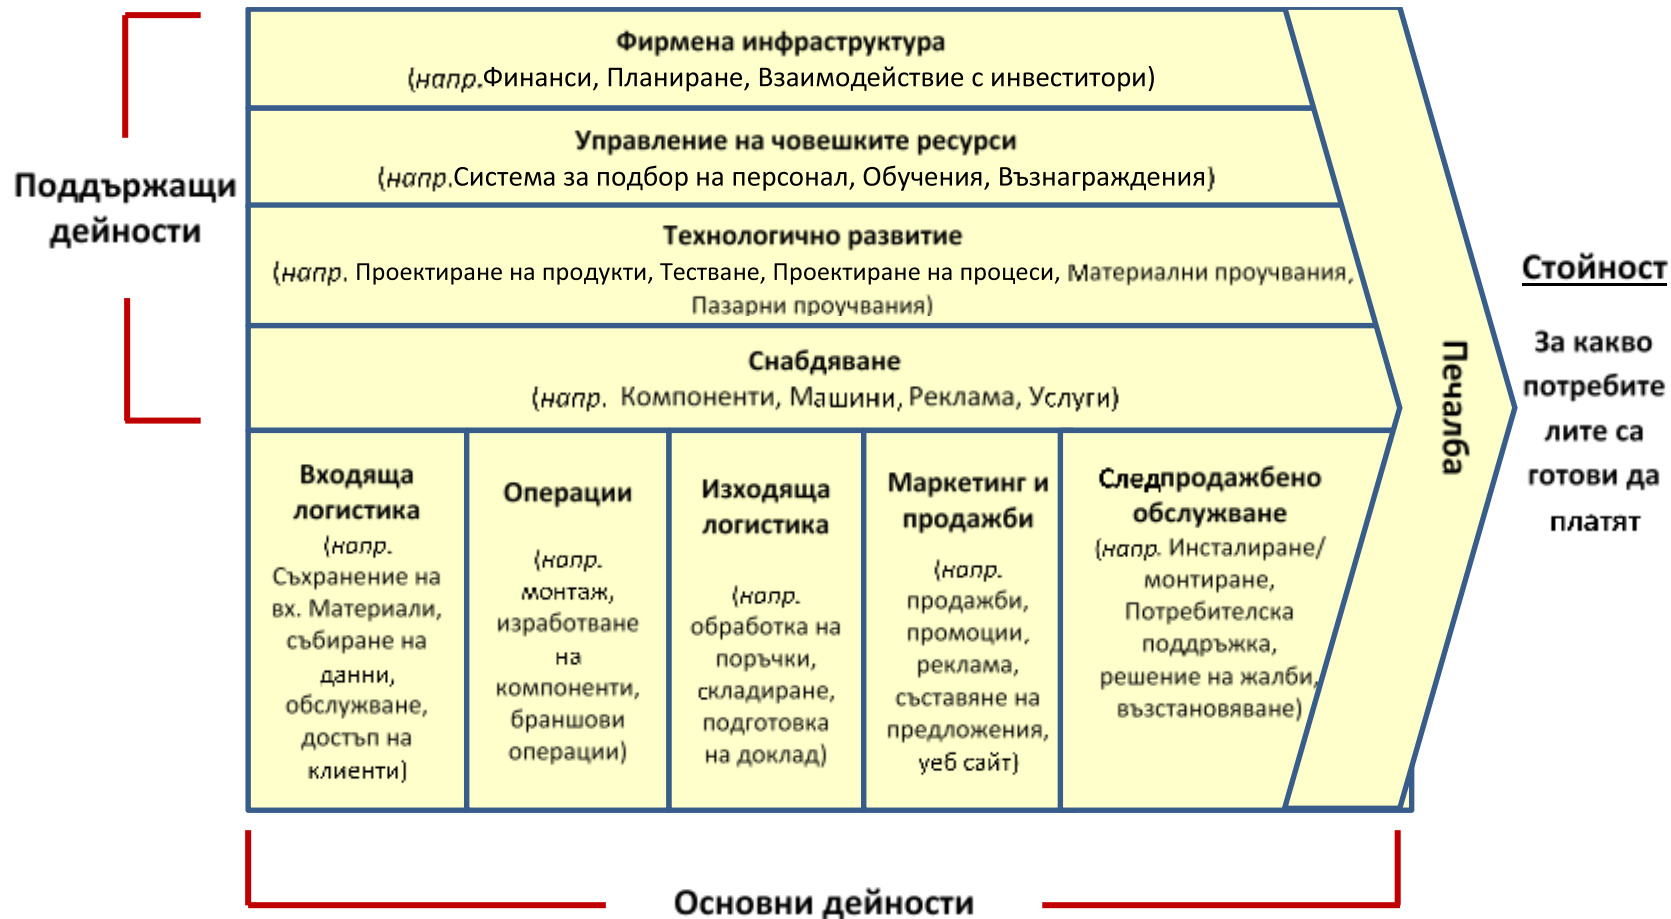 Фирмена инфраструктура
(напр.Финанси, Планиране, Взаимодействие с инвеститори)
Управление на човешките ресурси
(напр.Система за подбор на персонал, Обучения, Възнаграждения)
Поддържащи
дейности
Технологично развитие
(напр. Проектиране на продукти, Тестване, Проектиране на процеси, Материални проучвания,
Пазарни проучвания)
Снабдяване
(напр. Компоненти, Машини, Реклама, Услуги)
Входяща
логистика
(напр.
Съхранение на
вх. Материали,
събиране на
данни,
обслужване,
достъп на
клиенти)
Операции
(напр.
монтаж,
изработване
на
компоненти,
браншови
операции)
Изходяща
логистика
(напр.
обработка на
поръчки,
складиране,
подготовка
на доклад)
Маркетинг и
продажби
(напр.
продажби,
промоции,
реклама,
съставяне на
предложения,
уеб сайт)
Следпродажбено
обслужване
(напр. Инсталиране/
монтиране,
Потребителска
поддръжка,
решение на жалби,
възстановяване)
Печалба
Стойност
За какво
потребите
лите са
готови да
платят
Основни дейности